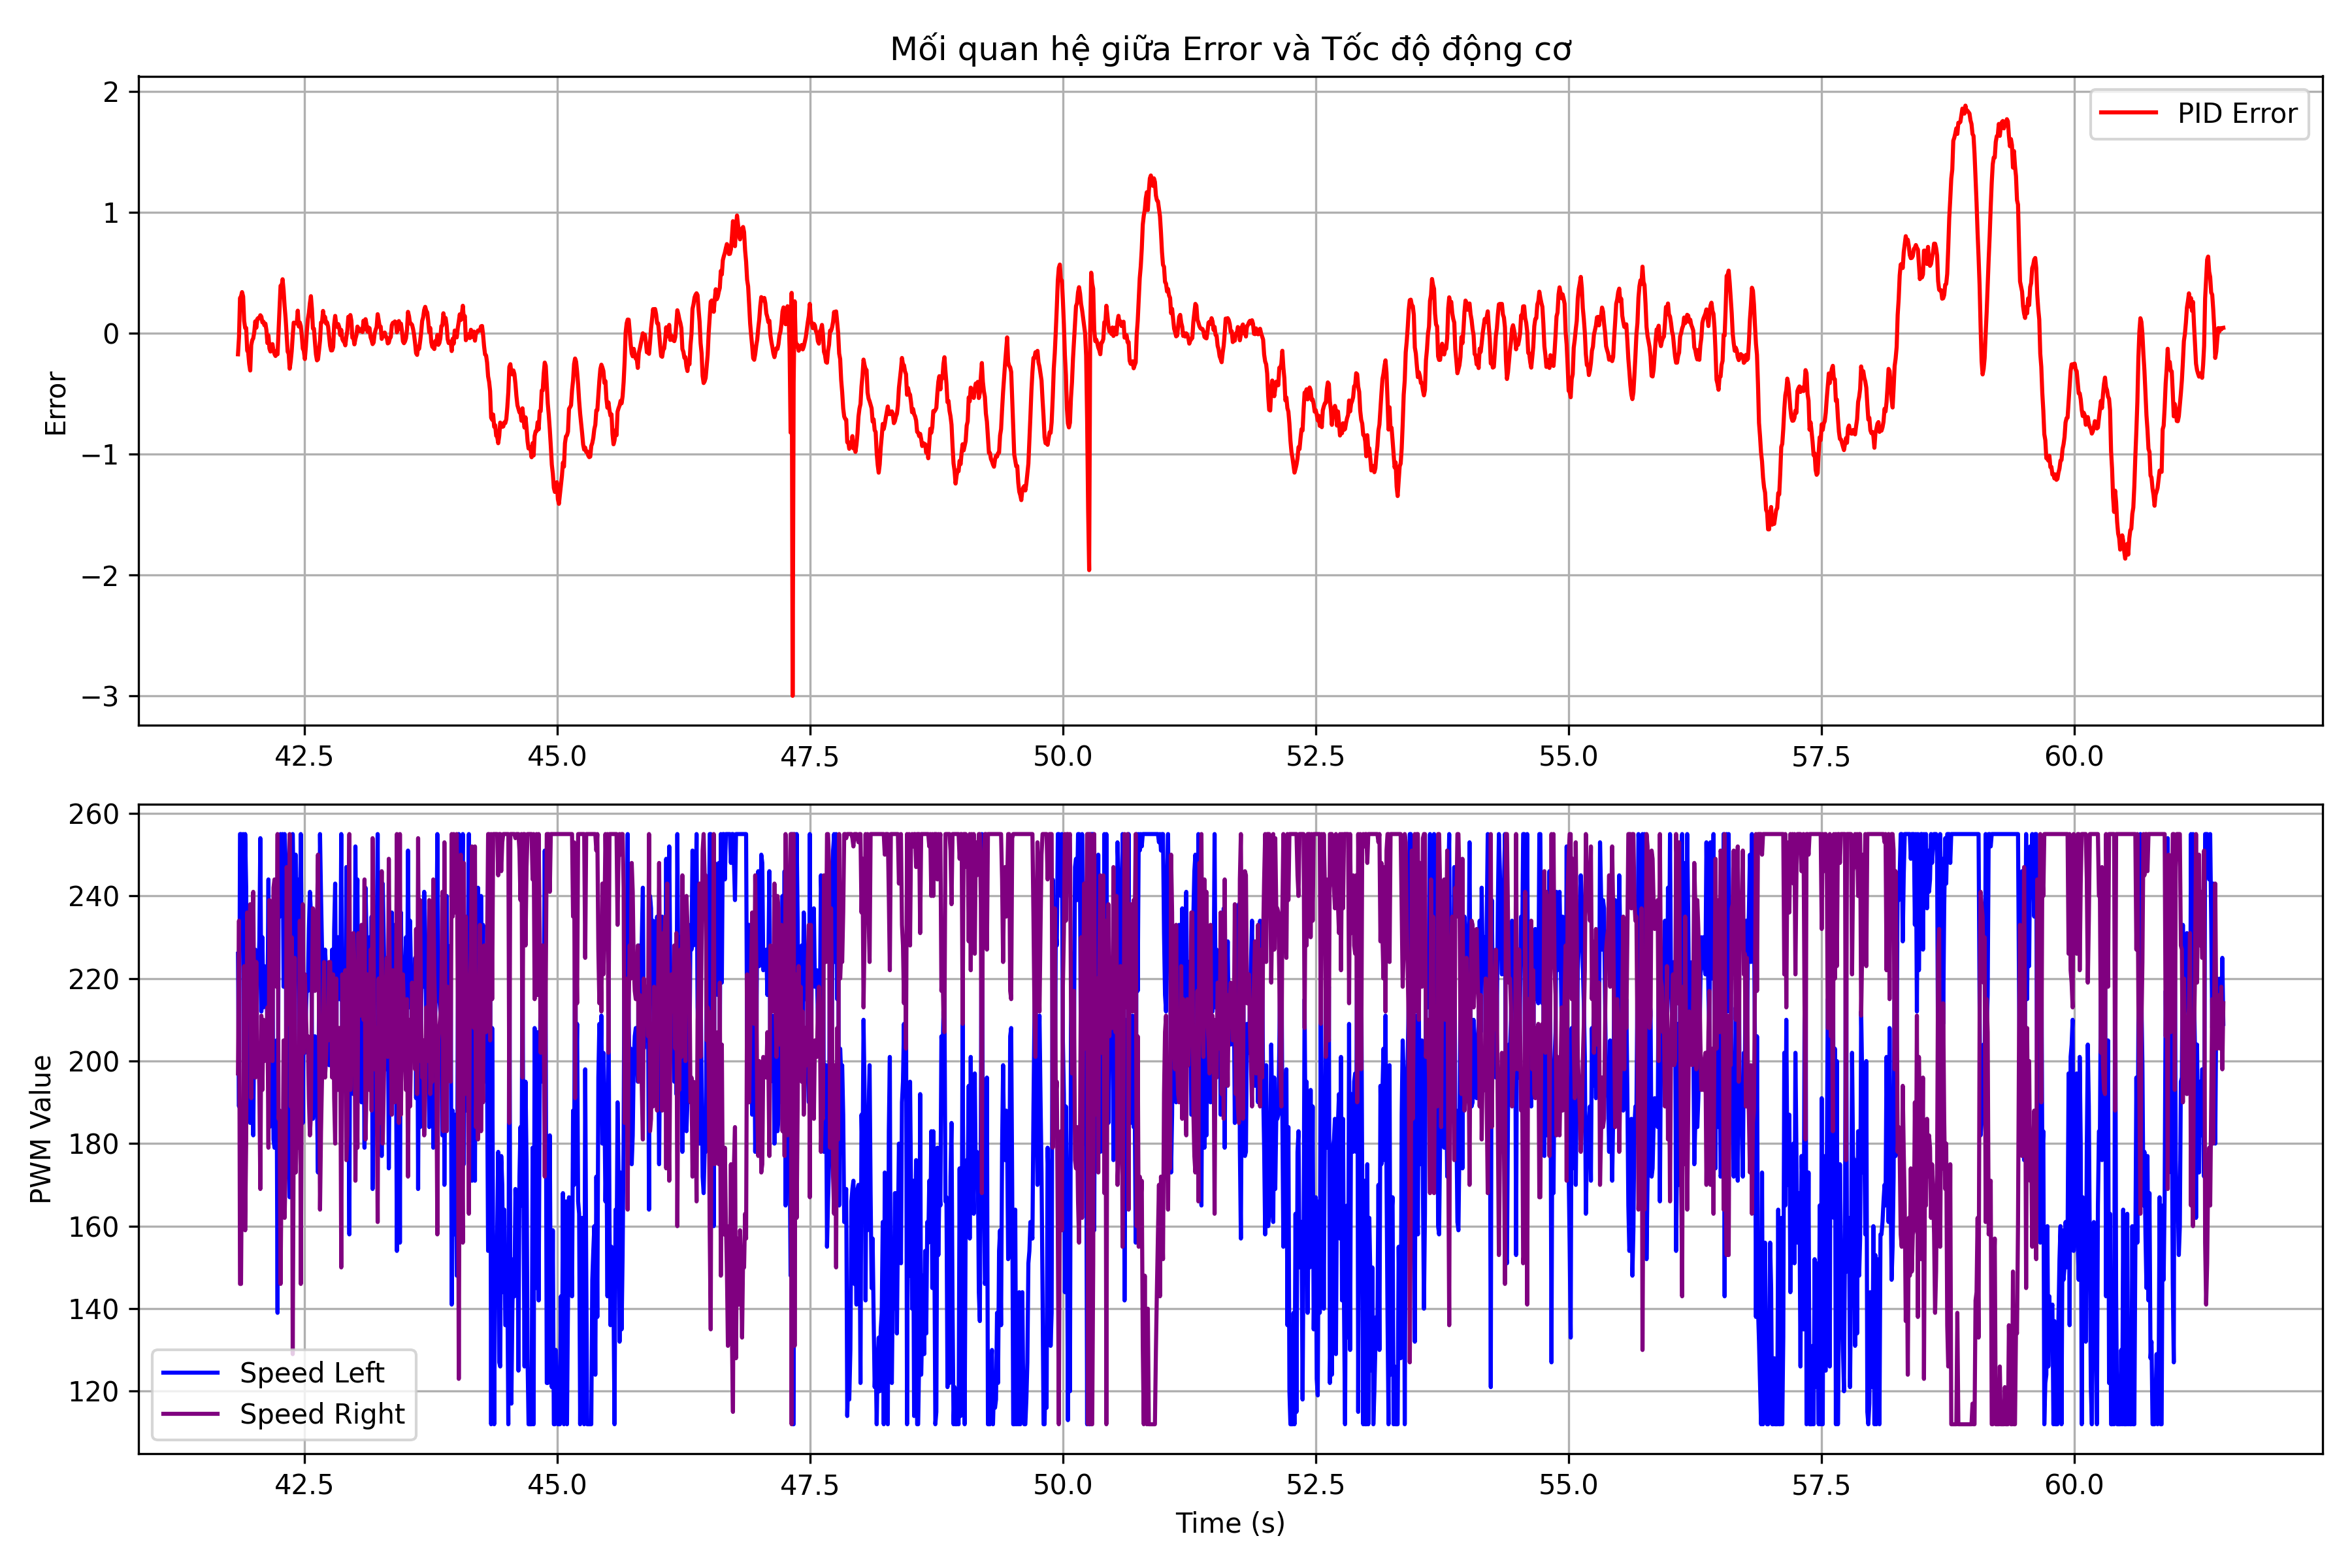 Mối quan hệ giữa Error và Tốc độ động cơ
PID Error
Error
2
1
0
−1
−2
−3
42.5 45.0 47.5 50.0 52.5 55.0 57.5 60.0
PWM Value
260
240
220
200
180
160
140
120
Speed Left
Speed Right
42.5 45.0 47.5 50.0 52.5 55.0 57.5 60.0
Time (s)